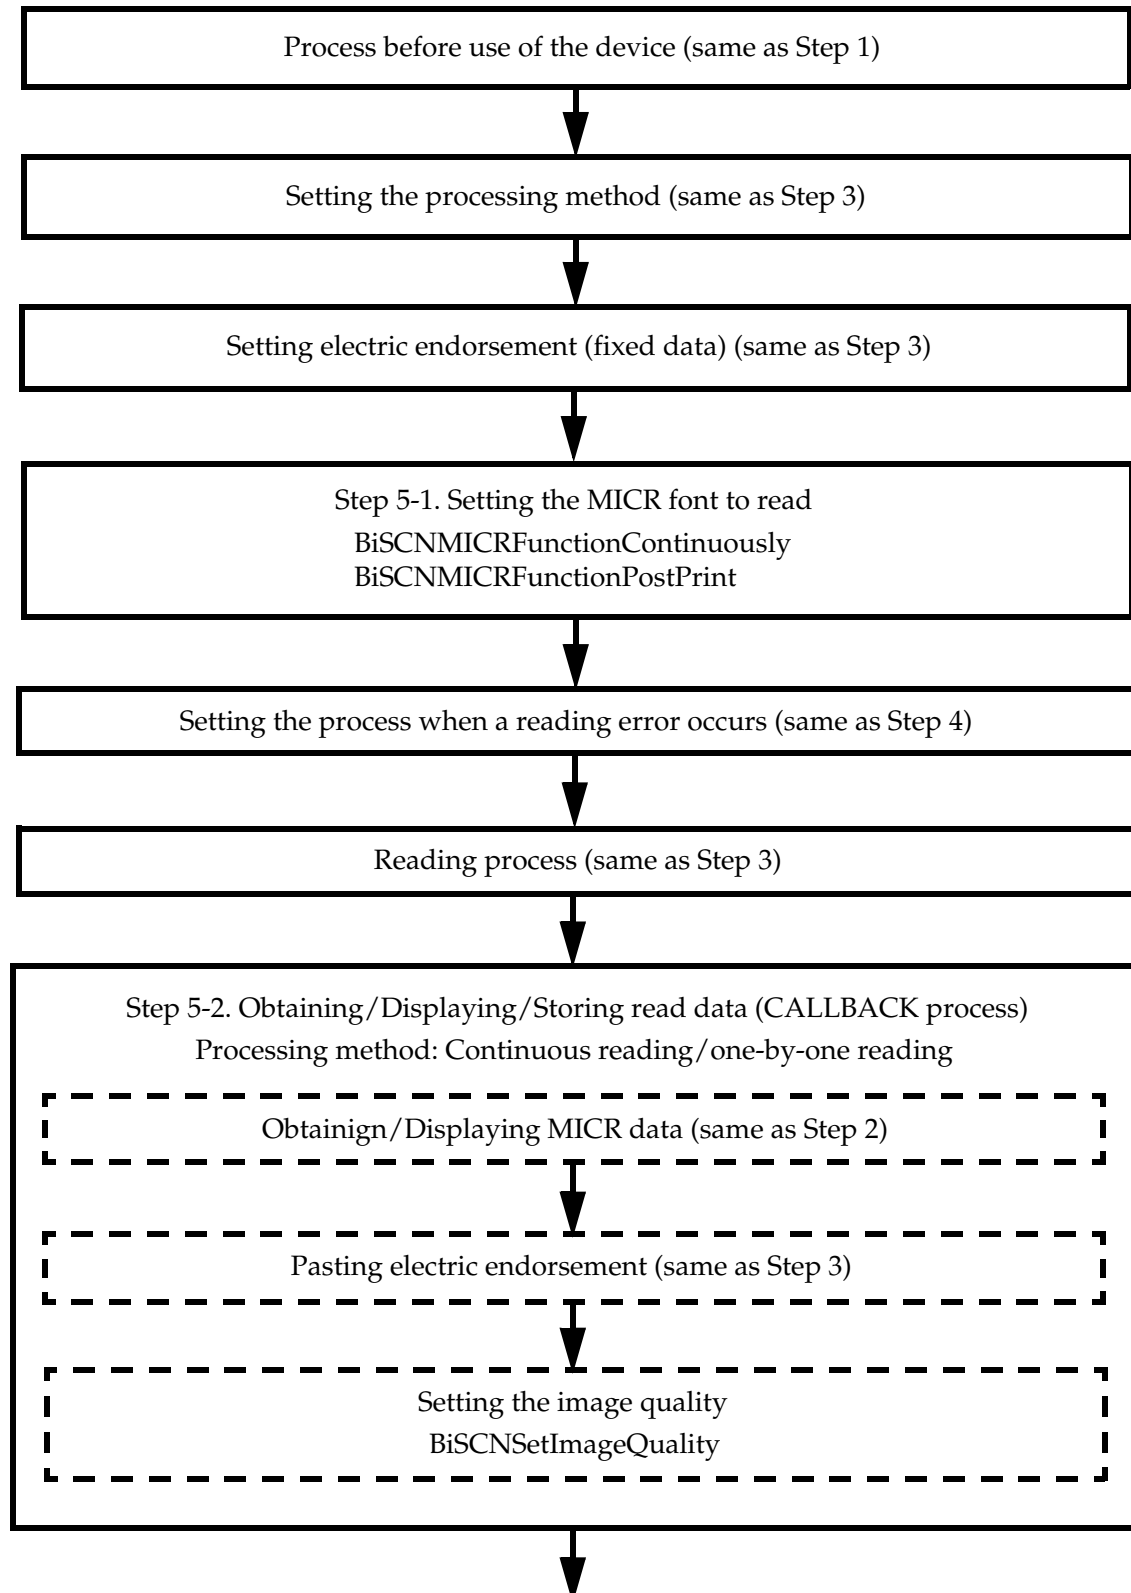 Process before use of the device (same as Step 1)
Setting the processing method (same as Step 3)
Setting electric endorsement (fixed data) (same as Step 3)
Step 5-1. Setting the MICR font to read
BiSCNMICRFunctionContinuously
BiSCNMICRFunctionPostPrint
Setting the process when a reading error occurs (same as Step 4)
Reading process (same as Step 3)
Step 5-2. Obtaining/Displaying/Storing read data (CALLBACK process)
Processing method: Continuous reading/one-by-one reading
Obtainign/Displaying MICR data (same as Step 2)
Pasting electric endorsement (same as Step 3)
Setting the image quality
BiSCNSetImageQuality